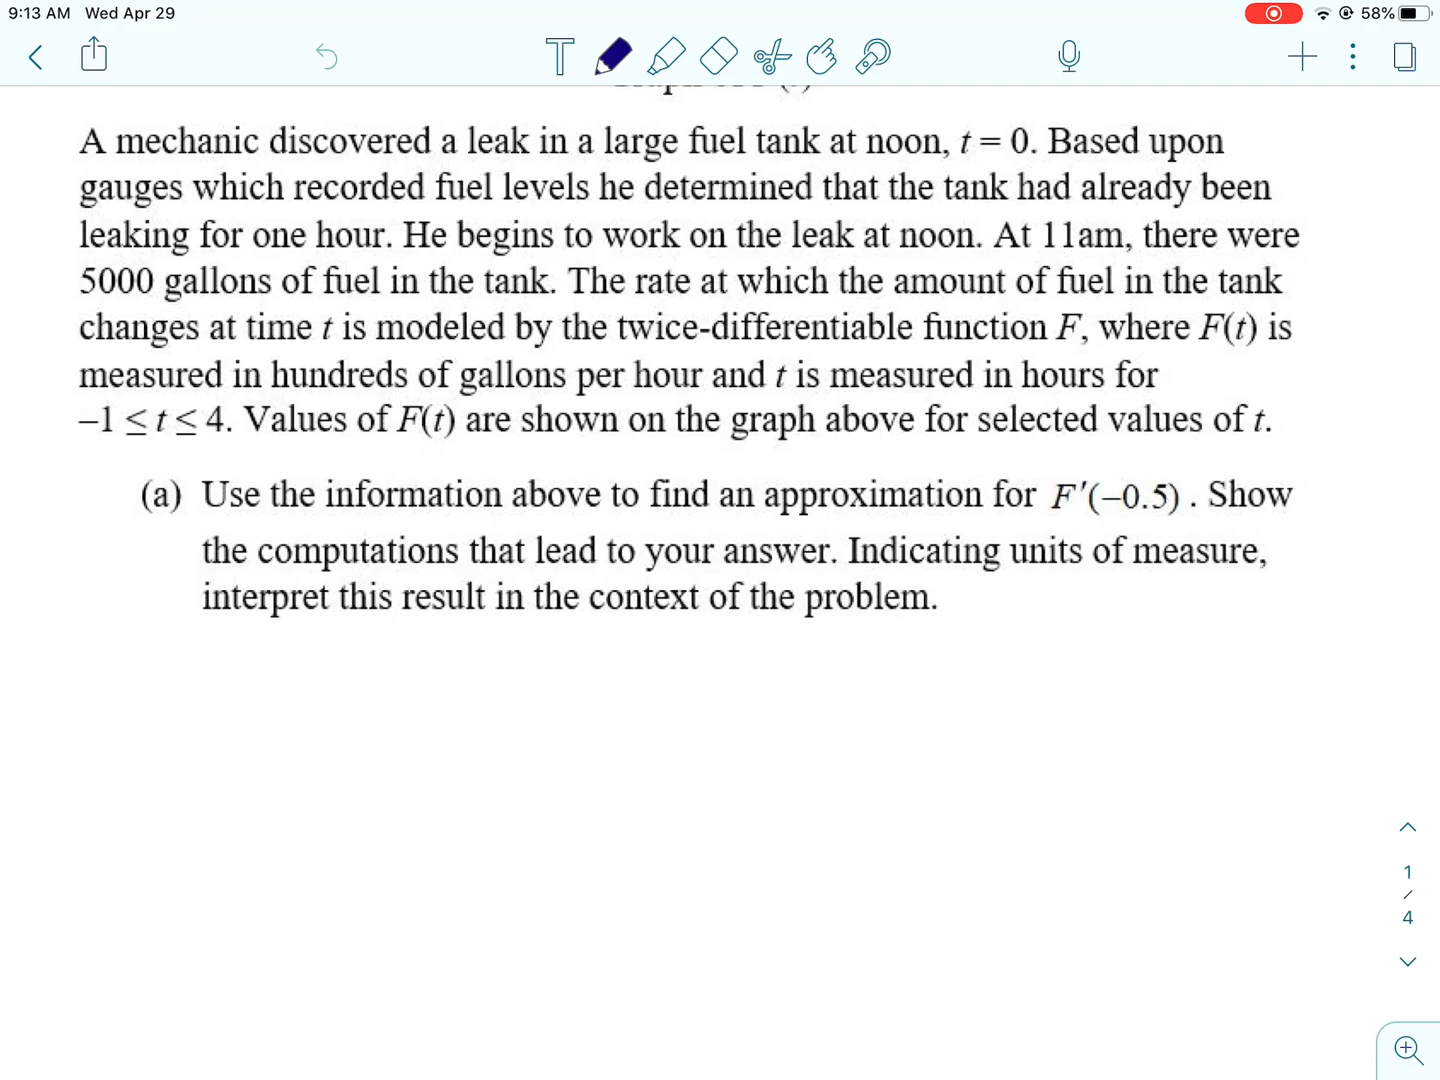 9:13 AM Wed Apr 29
58%
A mechanic discovered a leak in a large fuel tank at noon, t = 0. Based upon
gauges which recorded fuel levels he determined that the tank had already been
leaking for one hour. He begins to work on the leak at noon. At 11am, there were
5000 gallons of fuel in the tank. The rate at which the amount of fuel in the tank
changes at time t is modeled by the twice-differentiable function F, where F(t) is
measured in hundreds of gallons per hour and t is measured in hours for
−1 ≤ t ≤ 4. Values of F(t) are shown on the graph above for selected values of t.
(a) Use the information above to find an approximation for F′(−0.5). Show
the computations that lead to your answer. Indicating units of measure,
interpret this result in the context of the problem.
1
/
4